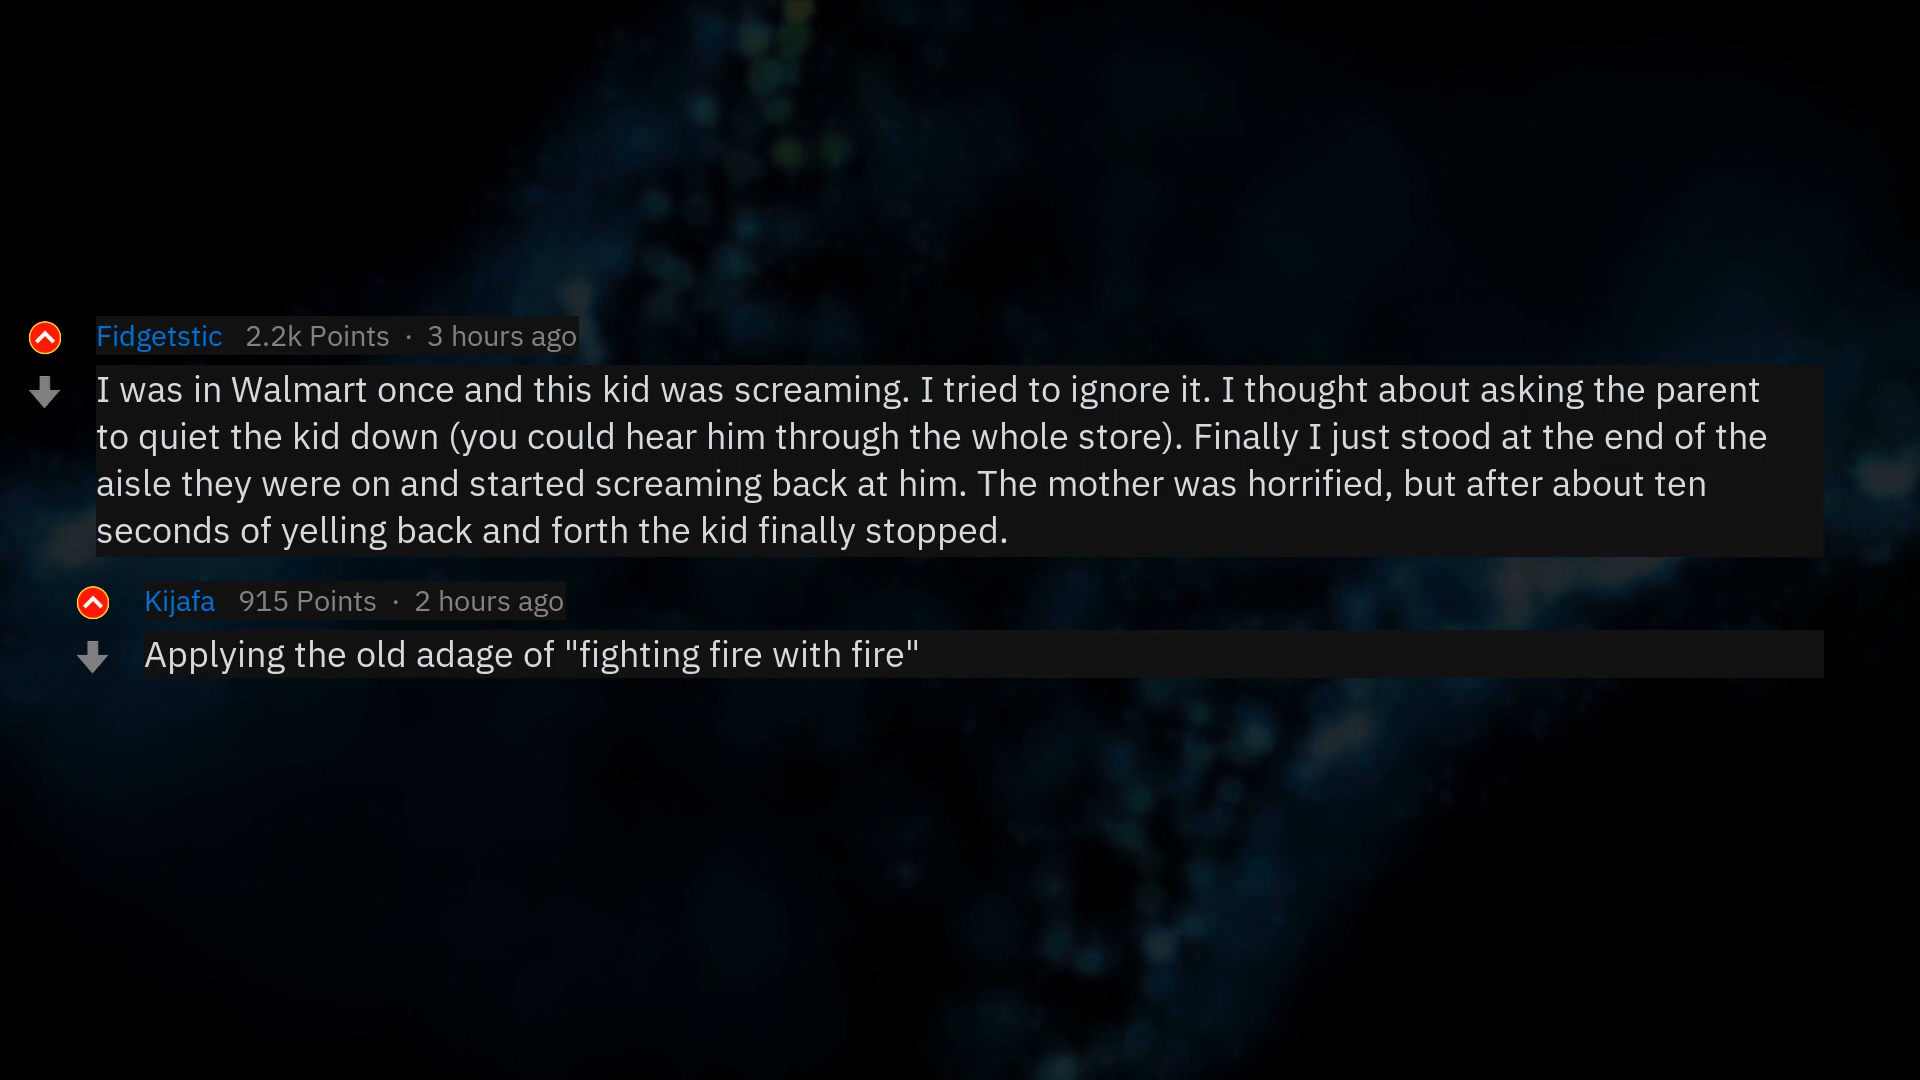 Fidgetstic 2.2k Points · 3 hours ago
I was in Walmart once and this kid was screaming. I tried to ignore it. I thought about asking the parent
to quiet the kid down (you could hear him through the whole store). Finally I just stood at the end of the
aisle they were on and started screaming back at him. The mother was horrified, but after about ten
seconds of yelling back and forth the kid finally stopped.
Kijafa 915 Points · 2 hours ago
Applying the old adage of "fighting fire with fire"